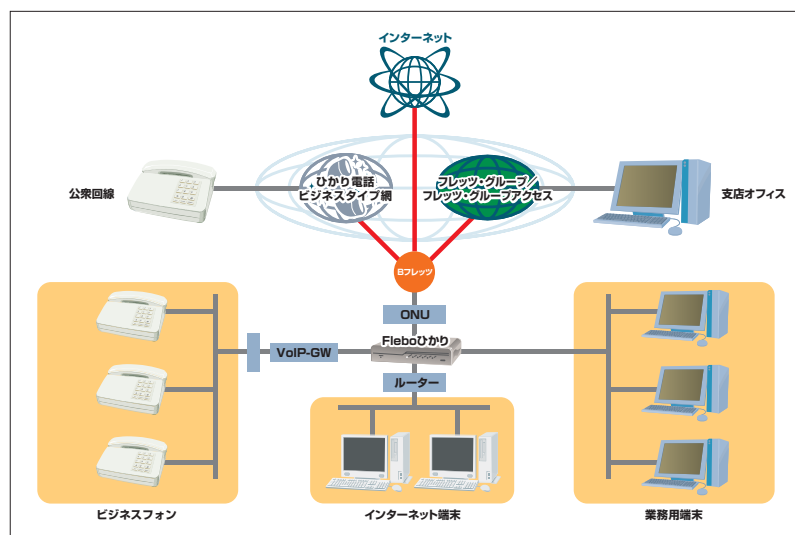 インターネット
公衆回線
ひかり電話
ビジネスタイプ網
フレッツ・グループ/
フレッツ・グループアクセス
支店オフィス
Bフレッツ
ONU
Fleboひかり
VoIP-GW
ルーター
ビジネスフォン
インターネット端末
業務用端末